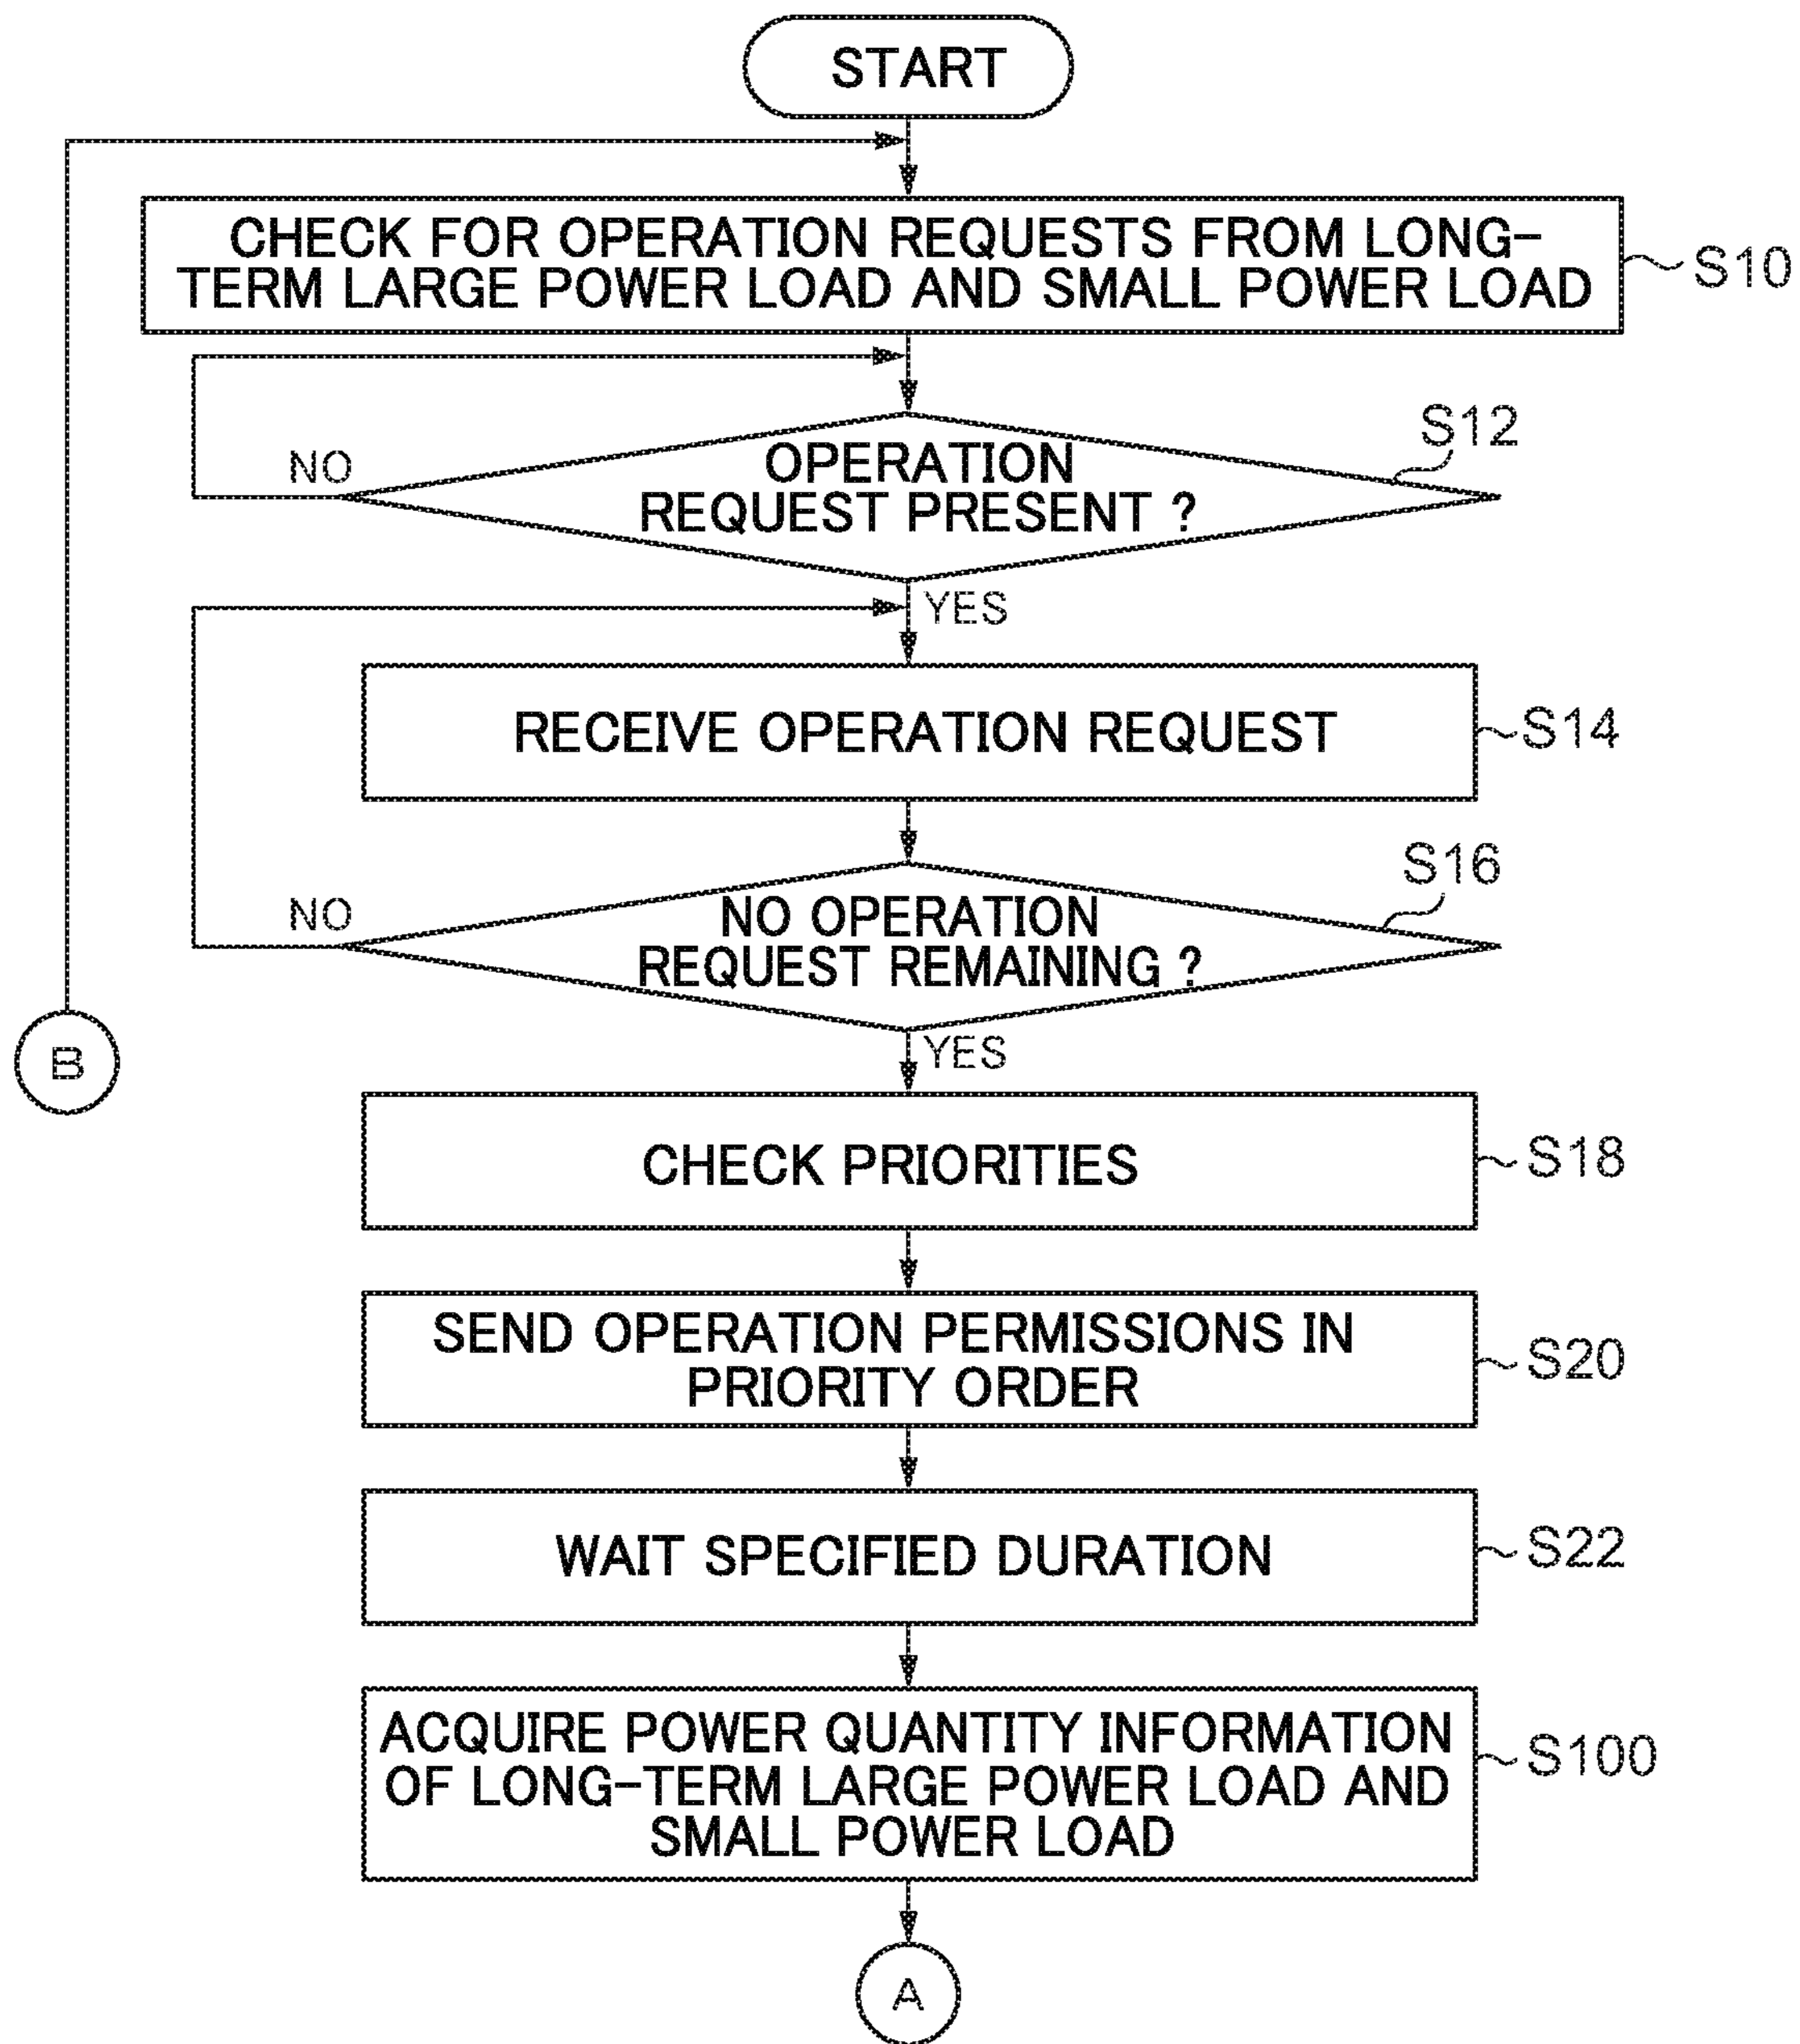 START
CHECK FOR OPERATION REQUESTS FROM LONG-
TERM LARGE POWER LOAD AND SMALL POWER LOAD
S10
S12
NO
OPERATION
REQUEST PRESENT ?
YES
RECEIVE OPERATION REQUEST
S14
S16
NO
NO OPERATION
REQUEST REMAINING ?
YES
B
CHECK PRIORITIES
S18
SEND OPERATION PERMISSIONS IN
PRIORITY ORDER
S20
WAIT SPECIFIED DURATION
S22
ACQUIRE POWER QUANTITY INFORMATION
OF LONG-TERM LARGE POWER LOAD AND
SMALL POWER LOAD
S100
A